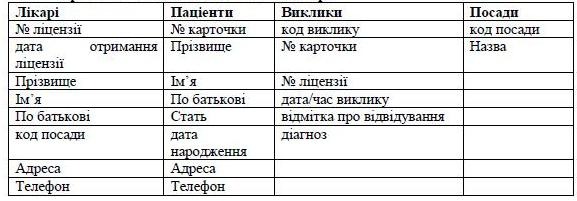 Лікарі Пацієнти Виклики Посади
№ ліцензії № карточки код виклику код посади
дата отримання ліцензії Прізвище № карточки Назва
Прізвище Ім’я № ліцензії
Ім’я По батькові дата/час виклику
По батькові Стать відмітка про відвідування
код посади дата народження діагноз
Адреса Адреса
Телефон Телефон